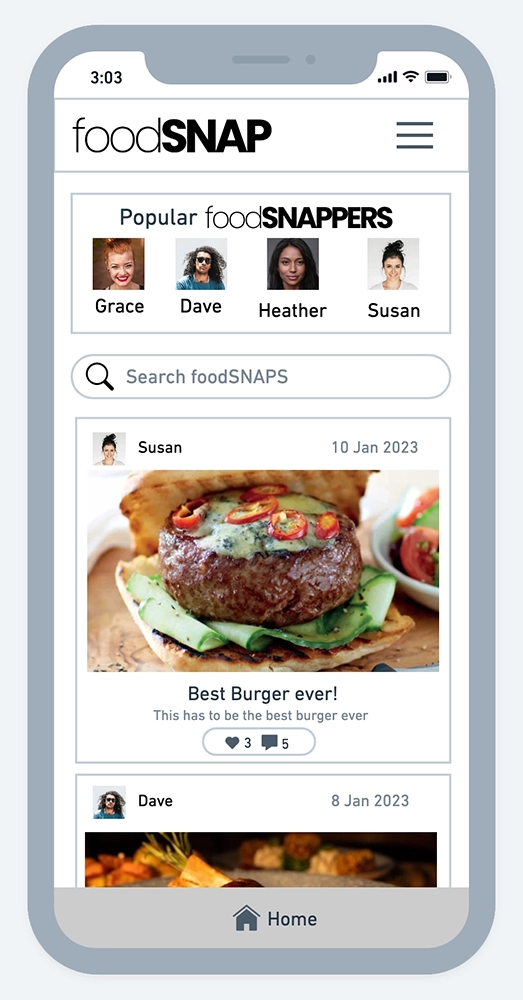 3:03
foodSNAP
Popular foodSNAPPERS
Grace Dave Heather Susan
Search foodSNAPS
Susan 10 Jan 2023
Best Burger ever!
This has to be the best burger ever
3 5
Dave 8 Jan 2023
Home